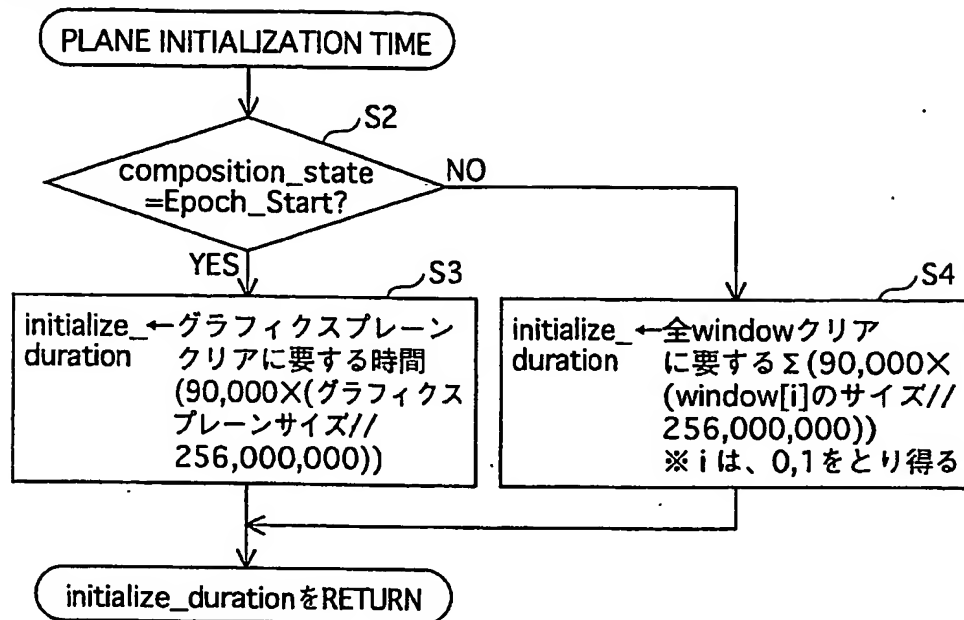 PLANE INITIALIZATION TIME
S2
composition_state
=Epoch_Start?
NO
YES
S3
initialize_←グラフィクスプレーン
duration クリアに要する時間
(90,000×(グラフィクス
プレーンサイズ//
256,000,000))
S4
initialize_←全windowクリア
duration に要するΣ(90,000×
(window[i]のサイズ//
256,000,000))
※iは、0,1をとり得る
initialize_durationをRETURN